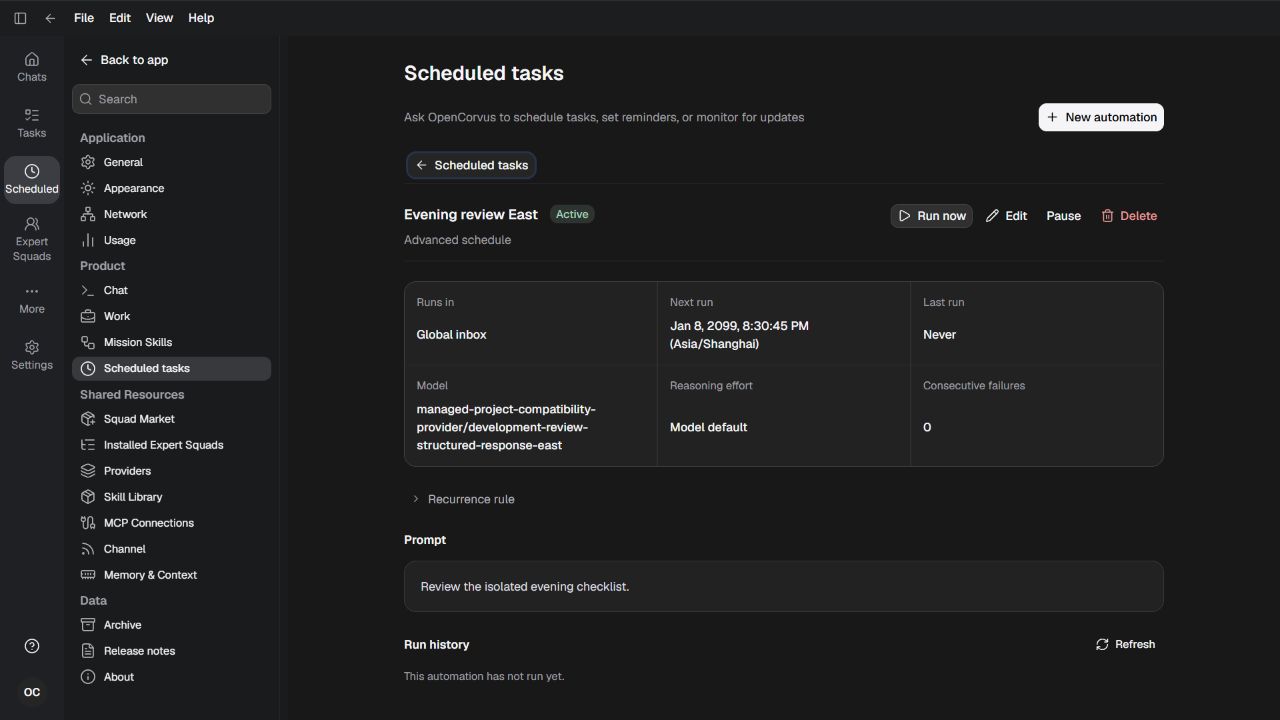 File Edit View Help
Chats
Tasks
Scheduled
Expert
Squads
More
Settings
OC
Back to app
Search
Application
General
Appearance
Network
Usage
Product
Chat
Work
Mission Skills
Scheduled tasks
Shared Resources
Squad Market
Installed Expert Squads
Providers
Skill Library
MCP Connections
Channel
Memory & Context
Data
Archive
Release notes
About
Scheduled tasks
Ask OpenCorvus to schedule tasks, set reminders, or monitor for updates
New automation
Scheduled tasks
Evening review East Active
Run now Edit Pause Delete
Advanced schedule
Runs in
Global inbox
Next run
Jan 8, 2099, 8:30:45 PM
(Asia/Shanghai)
Last run
Never
Model
managed-project-compatibility-
provider/development-review-
structured-response-east
Reasoning effort
Model default
Consecutive failures
0
Recurrence rule
Prompt
Review the isolated evening checklist.
Run history
Refresh
This automation has not run yet.